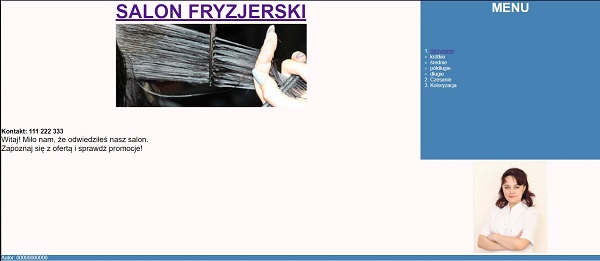 SALON FRYZJERSKI
Kontakt: 111 222 333
Witaj! Miło nam, że odwiedziłeś nasz salon.
Zapoznaj się z ofertą i sprawdź promocje!
MENU
1. Strzyżenie
krótkie
średnie
półdługie
długie
2. Czesanie
3. Koloryzacja
Autor: 00000000000